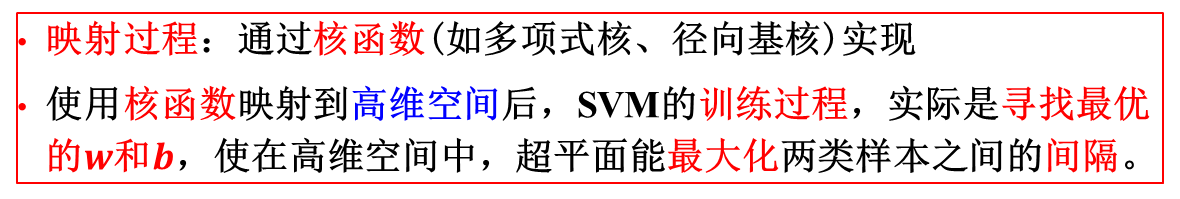 • 映射过程：通过核函数(如多项式核、径向基核)实现
• 使用核函数映射到高维空间后，SVM的训练过程，实际是寻找最优
的w和b，使在高维空间中，超平面能最大化两类样本之间的间隔。